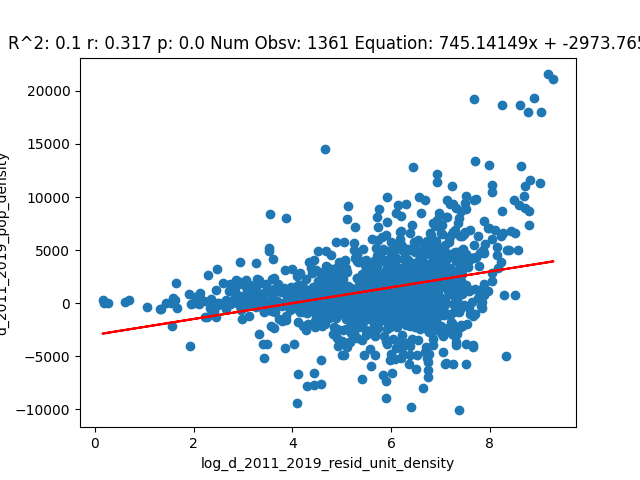 R^2: 0.1 r: 0.317 p: 0.0 Num Obsv: 1361 Equation: 745.14149x + -2973.765
20000
15000
10000
5000
0
−5000
−10000
d_2011_2019_pop_density
0 2 4 6 8
log_d_2011_2019_resid_unit_density